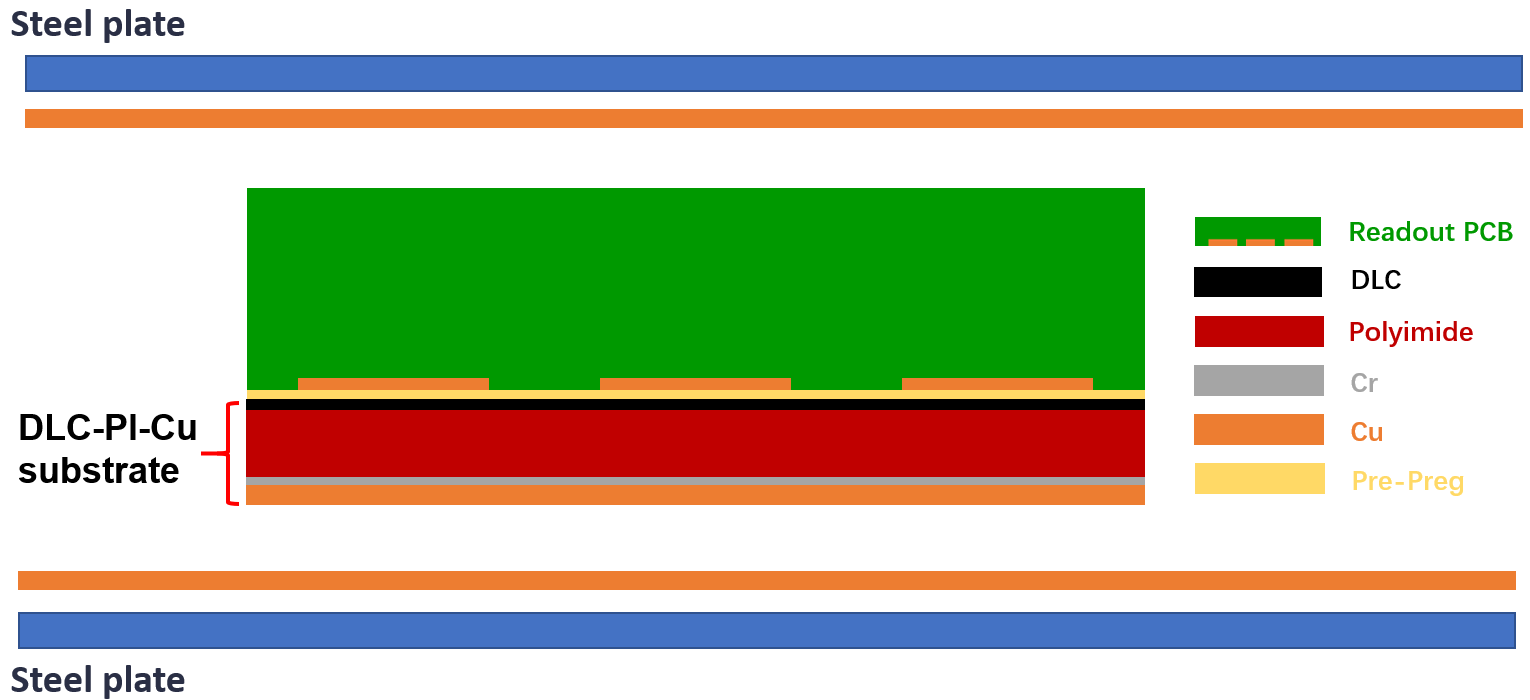 Steel plate
Readout PCB
DLC
Polyimide
Cr
Cu
Pre-Preg
DLC-PI-Cu
substrate
Steel plate